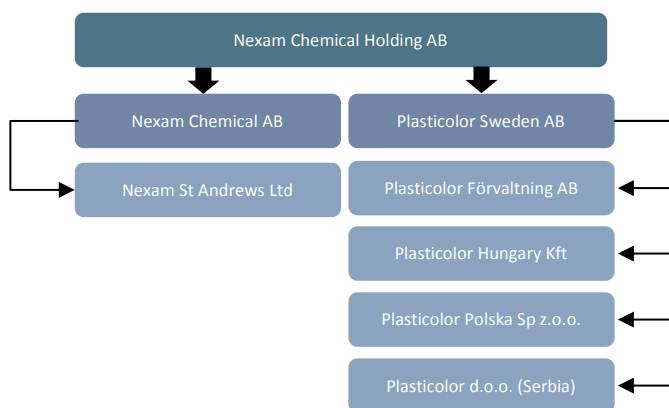 Nexam Chemical Holding AB
Nexam Chemical AB
Plasticolor Sweden AB
Nexam St Andrews Ltd
Plasticolor Förvaltning AB
Plasticolor Hungary Kft
Plasticolor Polska Sp z.o.o.
Plasticolor d.o.o. (Serbia)